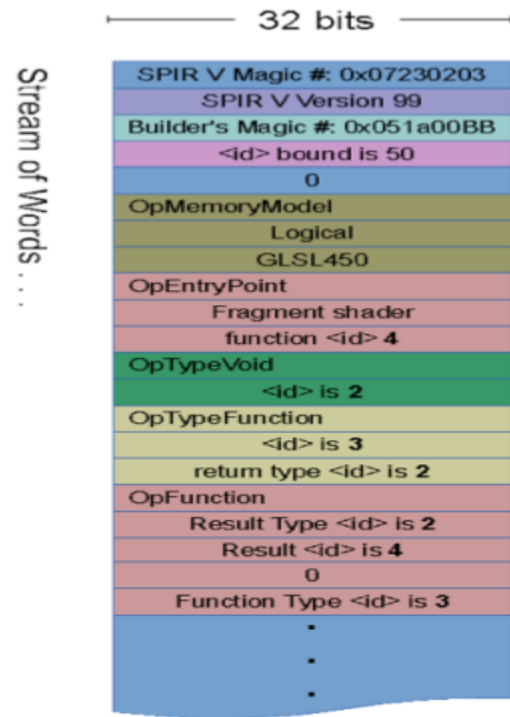 32 bits
Stream of Words . . .
SPIR V Magic #: 0x07230203
SPIR V Version 99
Builder's Magic #: 0x051a00BB
<id> bound is 50
0
OpMemoryModel
Logical
GLSL450
OpEntryPoint
Fragment shader
function <id> 4
OpTypeVoid
<id> is 2
OpTypeFunction
<id> is 3
return type <id> is 2
OpFunction
Result Type <id> is 2
Result <id> is 4
0
Function Type <id> is 3
.
.
.